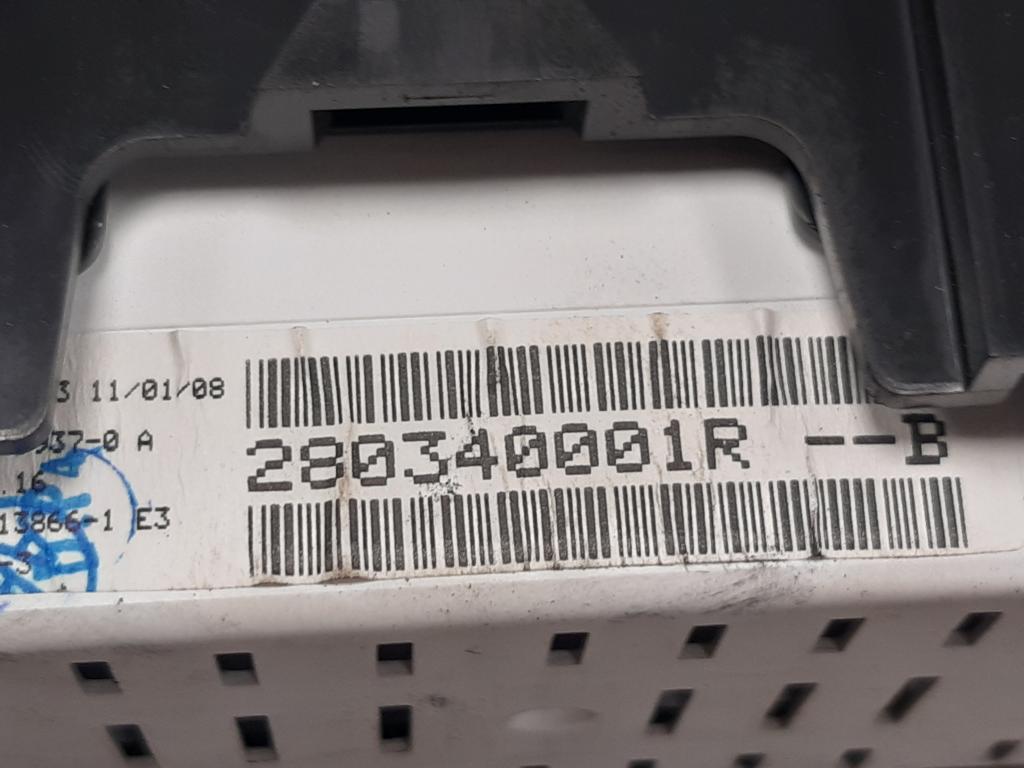 3 11/01/08
37-0 A
.16
13866-1 E3
-3
280340001R --B